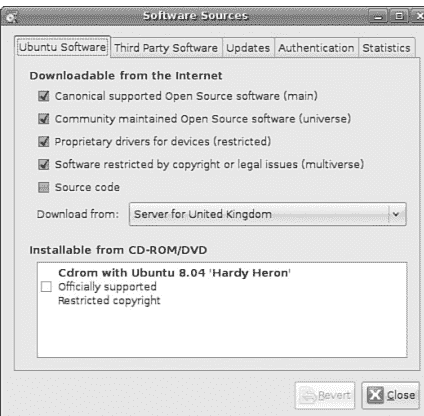 Software Sources
Ubuntu Software Third Party Software Updates Authentication Statistics
Downloadable from the Internet
Canonical supported Open Source software (main)
Community maintained Open Source software (universe)
Proprietary drivers for devices (restricted)
Software restricted by copyright or legal issues (multiverse)
Source code
Download from: Server for United Kingdom
Installable from CD-ROM/DVD
Cdrom with Ubuntu 8.04 'Hardy Heron'
Officially supported
Restricted copyright
Revert Close